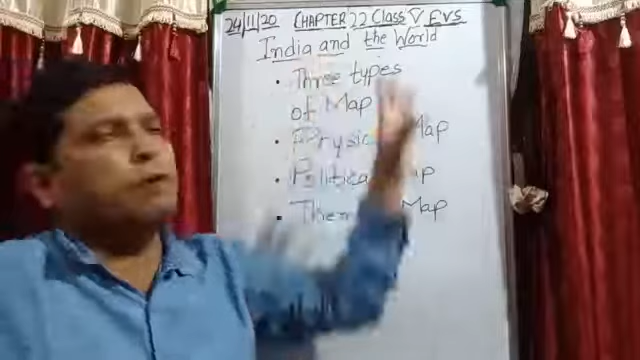 24/11/20 CHAPTER 22 Class V EVS
India and the World
• Three types
of Map
• Map
• Map
• Map